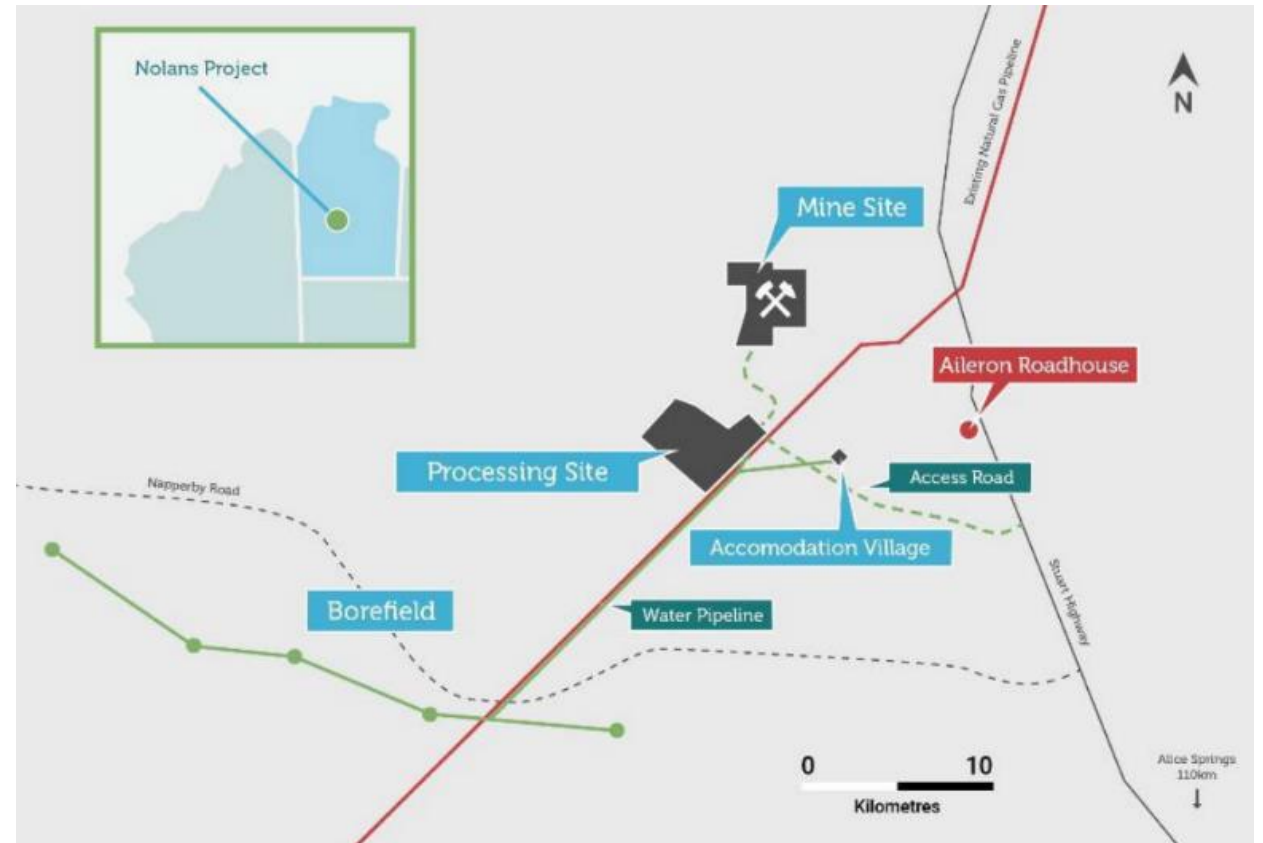 Nolans Project
Existing Natural Gas Pipeline
N
Mine Site
Aileron Roadhouse
Processing Site
Access Road
Napperby Road
Accomodation Village
Borefield
Water Pipeline
Stuart Highway
0 10
Kilometres
Alice Springs
110km